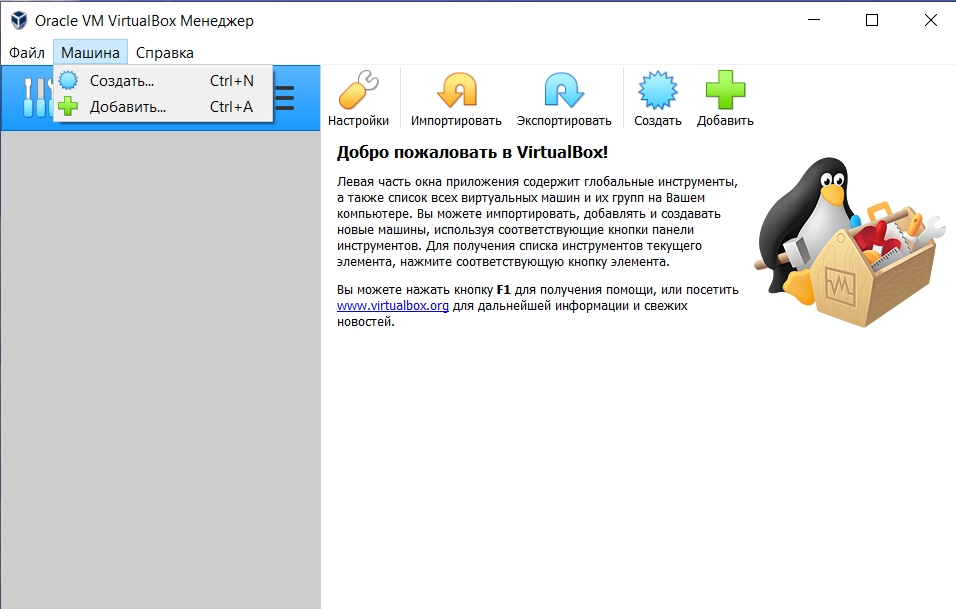 Oracle VM VirtualBox Менеджер
Файл Машина Справка
Создать... Ctrl+N
Добавить... Ctrl+A
Настройки Импортировать Экспортировать Создать Добавить
Добро пожаловать в VirtualBox!
Левая часть окна приложения содержит глобальные инструменты,
а также список всех виртуальных машин и их групп на Вашем
компьютере. Вы можете импортировать, добавлять и создавать
новые машины, используя соответствующие кнопки панели
инструментов. Для получения списка инструментов текущего
элемента, нажмите соответствующую кнопку элемента.
Вы можете нажать кнопку F1 для получения помощи, или посетить
www.virtualbox.org для дальнейшей информации и свежих
новостей.